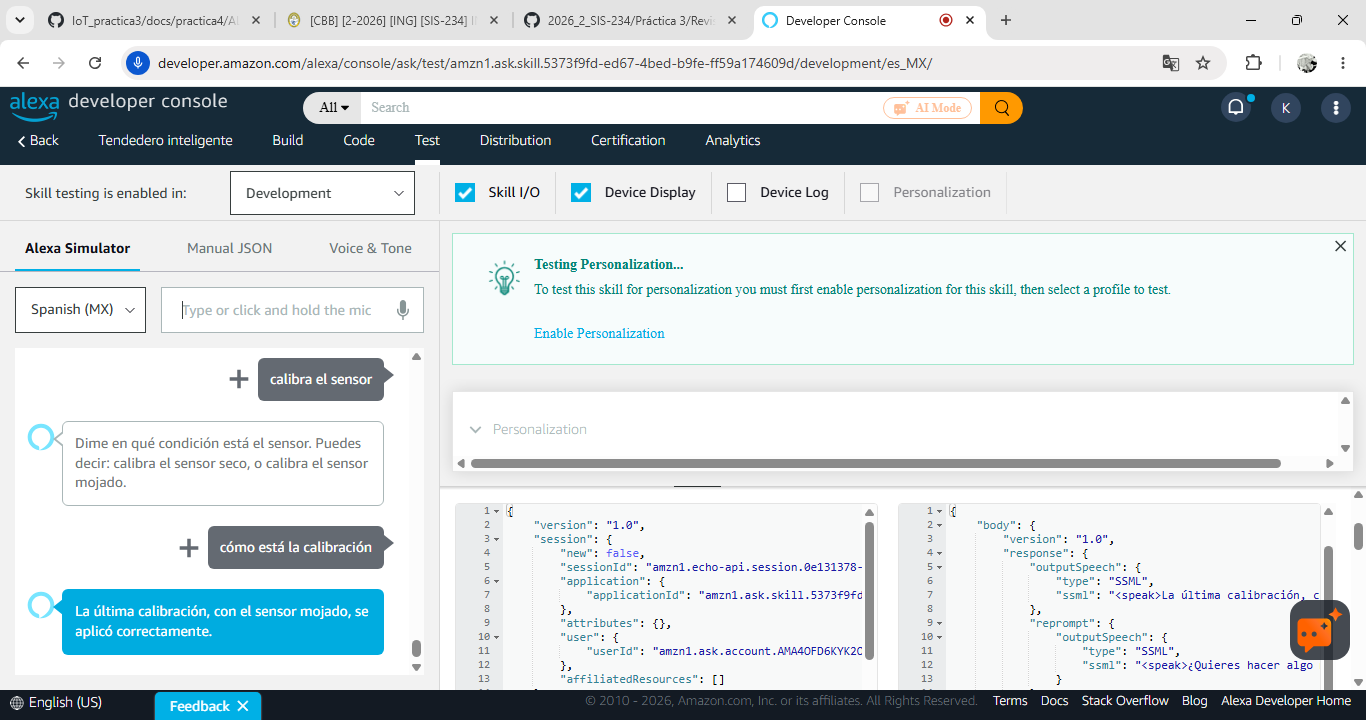 IoT_practica3/docs/practica4/Al
[CBB] [2-2026] [ING] [SIS-234] II
2026_2_SIS-234/Práctica 3/Revis
Developer Console
developer.amazon.com/alexa/console/ask/test/amzn1.ask.skill.5373f9fd-ed67-4bed-b9fe-ff59a174609d/development/es_MX/
alexa developer console
All
Search
AI Mode
K
Back
Tendedero inteligente
Build
Code
Test
Distribution
Certification
Analytics
Skill testing is enabled in:
Development
Skill I/O
Device Display
Device Log
Personalization
Alexa Simulator
Manual JSON
Voice & Tone
Spanish (MX)
Type or click and hold the mic
calibra el sensor
Dime en qué condición está el sensor. Puedes
decir: calibra el sensor seco, o calibra el sensor
mojado.
cómo está la calibración
La última calibración, con el sensor mojado, se
aplicó correctamente.
Testing Personalization...
To test this skill for personalization you must first enable personalization for this skill, then select a profile to test.
Enable Personalization
Personalization
1 {
2 "version": "1.0",
3 "session": {
4 "new": false,
5 "sessionId": "amzn1.echo-api.session.0e131378-
6 "application": {
7 "applicationId": "amzn1.ask.skill.5373f9fd
8 },
9 "attributes": {},
10 "user": {
11 "userId": "amzn1.ask.account.AMA4OFD6KYK2C
12 },
13 "affiliatedResources": []
1 {
2 "body": {
3 "version": "1.0",
4 "response": {
5 "outputSpeech": {
6 "type": "SSML",
7 "ssml": "<speak>La última calibración, c
8 },
9 "reprompt": {
10 "outputSpeech": {
11 "type": "SSML",
12 "ssml": "<speak>¿Quieres hacer algo
13 }
English (US)
Feedback
© 2010 - 2026, Amazon.com, Inc. or its affiliates. All Rights Reserved.
Terms
Docs
Stack Overflow
Blog
Alexa Developer Home